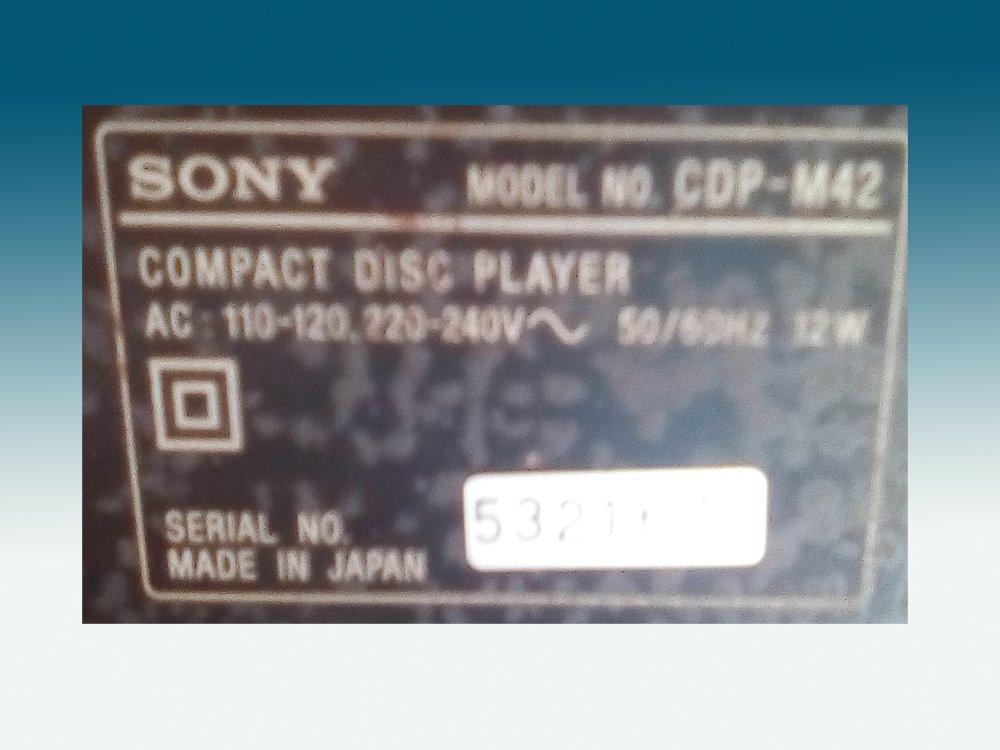 SONY MODEL NO. CDP-M42
COMPACT DISC PLAYER
AC : 110-120, 220-240V～ 50/60HZ 12W
SERIAL NO.
MADE IN JAPAN